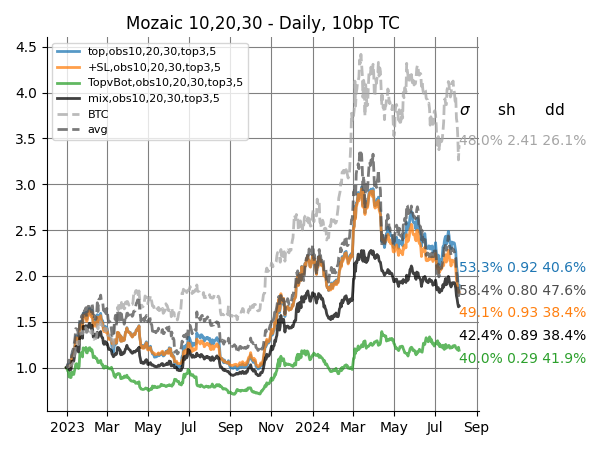 Mozaic 10,20,30 - Daily, 10bp TC
4.5
4.0
3.5
3.0
2.5
2.0
1.5
1.0
top,obs10,20,30,top3,5
+SL,obs10,20,30,top3,5
TopvBot,obs10,20,30,top3,5
mix,obs10,20,30,top3,5
BTC
avg
σ sh dd
48.0% 2.41 26.1%
53.3% 0.92 40.6%
58.4% 0.80 47.6%
49.1% 0.93 38.4%
42.4% 0.89 38.4%
40.0% 0.29 41.9%
2023 Mar May Jul Sep Nov 2024 Mar May Jul Sep